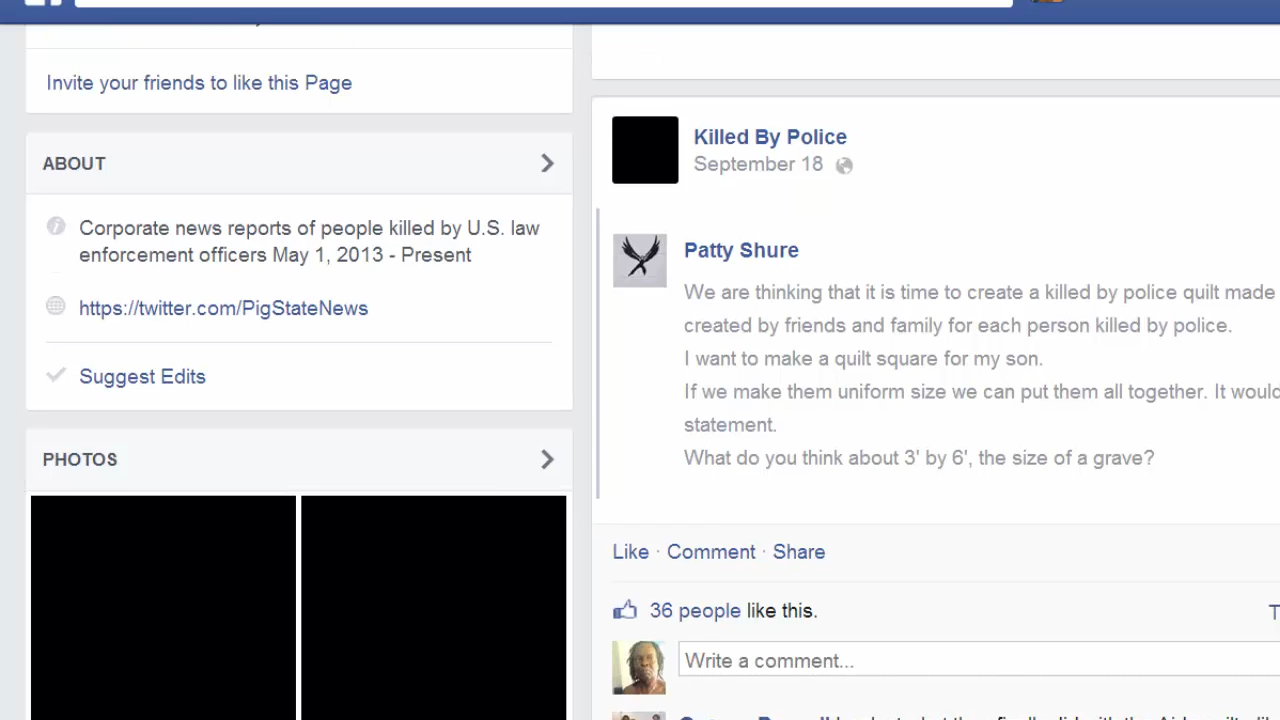 Invite your friends to like this Page
ABOUT
Corporate news reports of people killed by U.S. law
enforcement officers May 1, 2013 - Present
https://twitter.com/PigStateNews
Suggest Edits
PHOTOS
Killed By Police
September 18
Patty Shure
We are thinking that it is time to create a killed by police quilt made
created by friends and family for each person killed by police.
I want to make a quilt square for my son.
If we make them uniform size we can put them all together. It would
statement.
What do you think about 3' by 6', the size of a grave?
Like · Comment · Share
36 people like this.
T
Write a comment...